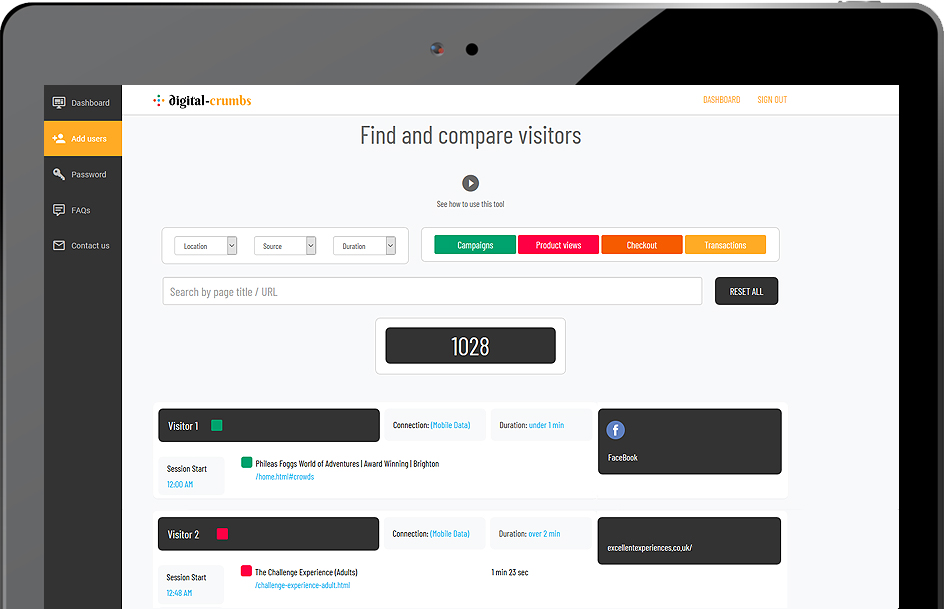 Dashboard
Add users
Password
FAQs
Contact us
digital-crumbs
DASHBOARD SIGN OUT
Find and compare visitors
See how to use this tool
Location Source Duration
Campaigns Product views Checkout Transactions
Search by page title / URL RESET ALL
1028
Visitor 1 Connection: (Mobile Data) Duration: under 1 min
f
FaceBook
Session Start
12:00 AM
Phileas Foggs World of Adventures | Award Winning | Brighton
/home.html#crowds
Visitor 2 Connection: (Mobile Data) Duration: over 2 min
excellentexperiences.co.uk/
Session Start
12:48 AM
The Challenge Experience (Adults) 1 min 23 sec
/challenge-experience-adult.html